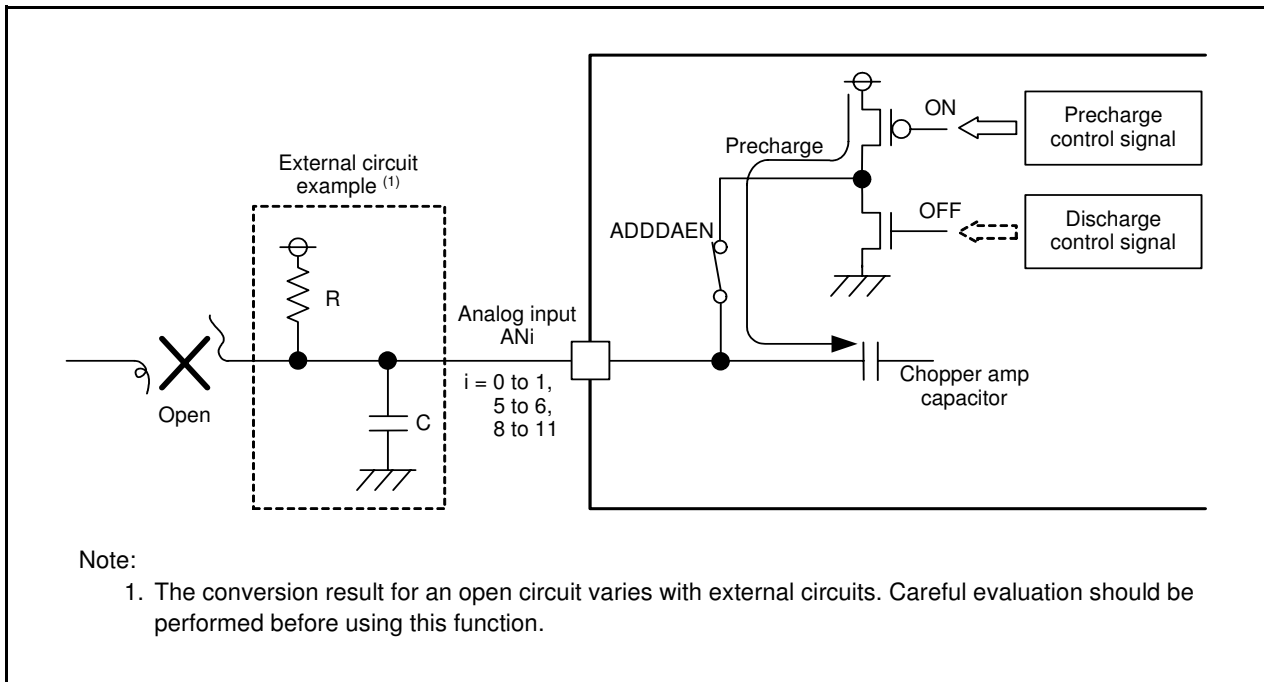 ON
Precharge
control signal
Precharge
External circuit
example (1)
OFF
Discharge
control signal
ADDDAEN
R
Analog input
ANi
i = 0 to 1,
5 to 6,
8 to 11
Chopper amp
capacitor
Open
C
Note:
1. The conversion result for an open circuit varies with external circuits. Careful evaluation should be
performed before using this function.